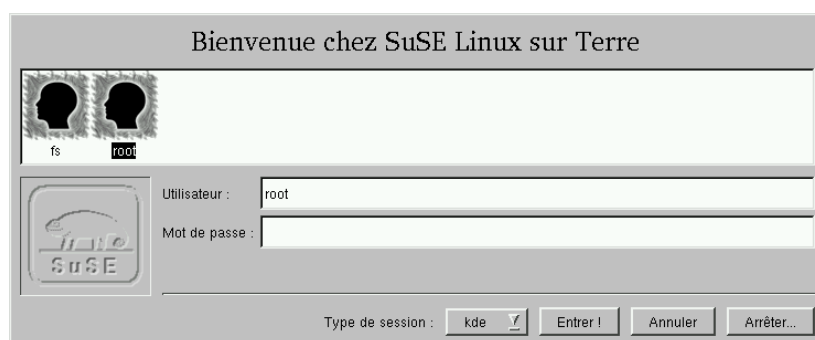 Bienvenue chez SuSE Linux sur Terre
fs root
Utilisateur : root
Mot de passe :
SuSE
Type de session : kde Entrer ! Annuler Arrêter...